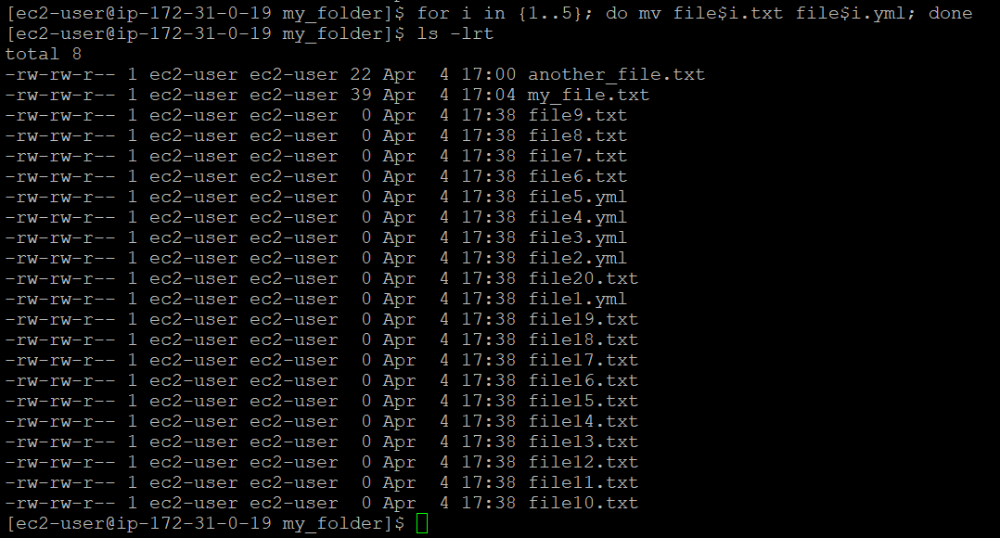 [ec2-user@ip-172-31-0-19 my_folder]$ for i in {1..5}; do mv file$i.txt file$i.yml; done
[ec2-user@ip-172-31-0-19 my_folder]$ ls -lrt
total 8
-rw-rw-r-- 1 ec2-user ec2-user 22 Apr  4 17:00 another_file.txt
-rw-rw-r-- 1 ec2-user ec2-user 39 Apr  4 17:04 my_file.txt
-rw-rw-r-- 1 ec2-user ec2-user  0 Apr  4 17:38 file9.txt
-rw-rw-r-- 1 ec2-user ec2-user  0 Apr  4 17:38 file8.txt
-rw-rw-r-- 1 ec2-user ec2-user  0 Apr  4 17:38 file7.txt
-rw-rw-r-- 1 ec2-user ec2-user  0 Apr  4 17:38 file6.txt
-rw-rw-r-- 1 ec2-user ec2-user  0 Apr  4 17:38 file5.yml
-rw-rw-r-- 1 ec2-user ec2-user  0 Apr  4 17:38 file4.yml
-rw-rw-r-- 1 ec2-user ec2-user  0 Apr  4 17:38 file3.yml
-rw-rw-r-- 1 ec2-user ec2-user  0 Apr  4 17:38 file2.yml
-rw-rw-r-- 1 ec2-user ec2-user  0 Apr  4 17:38 file20.txt
-rw-rw-r-- 1 ec2-user ec2-user  0 Apr  4 17:38 file1.yml
-rw-rw-r-- 1 ec2-user ec2-user  0 Apr  4 17:38 file19.txt
-rw-rw-r-- 1 ec2-user ec2-user  0 Apr  4 17:38 file18.txt
-rw-rw-r-- 1 ec2-user ec2-user  0 Apr  4 17:38 file17.txt
-rw-rw-r-- 1 ec2-user ec2-user  0 Apr  4 17:38 file16.txt
-rw-rw-r-- 1 ec2-user ec2-user  0 Apr  4 17:38 file15.txt
-rw-rw-r-- 1 ec2-user ec2-user  0 Apr  4 17:38 file14.txt
-rw-rw-r-- 1 ec2-user ec2-user  0 Apr  4 17:38 file13.txt
-rw-rw-r-- 1 ec2-user ec2-user  0 Apr  4 17:38 file12.txt
-rw-rw-r-- 1 ec2-user ec2-user  0 Apr  4 17:38 file11.txt
-rw-rw-r-- 1 ec2-user ec2-user  0 Apr  4 17:38 file10.txt
[ec2-user@ip-172-31-0-19 my_folder]$